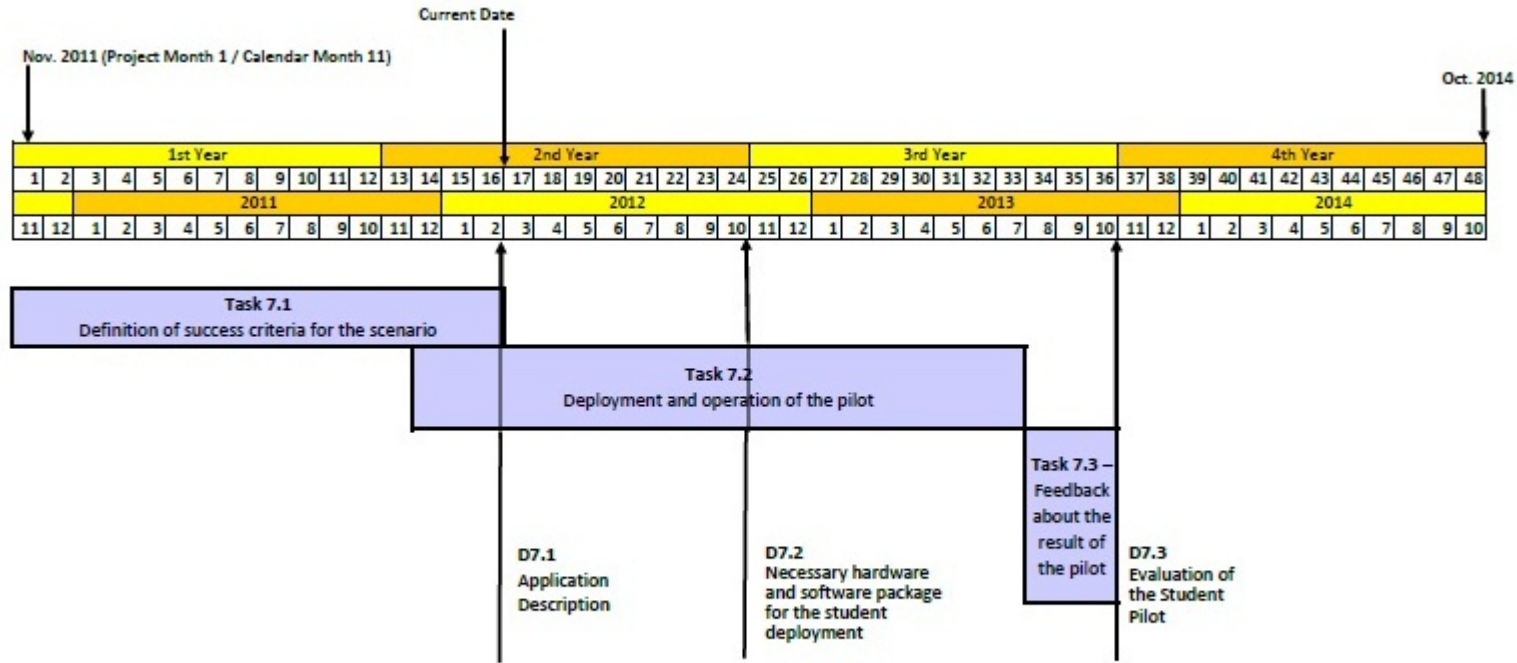 Current Date
Nov. 2011 (Project Month 1 / Calendar Month 11)
Oct. 2014
1st Year 2nd Year 3rd Year 4th Year
1 2 3 4 5 6 7 8 9 10 11 12 13 14 15 16 17 18 19 20 21 22 23 24 25 26 27 28 29 30 31 32 33 34 35 36 37 38 39 40 41 42 43 44 45 46 47 48
2011 2012 2013 2014
11 12 1 2 3 4 5 6 7 8 9 10 11 12 1 2 3 4 5 6 7 8 9 10 11 12 1 2 3 4 5 6 7 8 9 10 11 12 1 2 3 4 5 6 7 8 9 10
Task 7.1
Definition of success criteria for the scenario
Task 7.2
Deployment and operation of the pilot
Task 7.3 –
Feedback
about the
result of
the pilot
D7.1
Application
Description
D7.2
Necessary hardware
and software package
for the student
deployment
D7.3
Evaluation of
the Student
Pilot